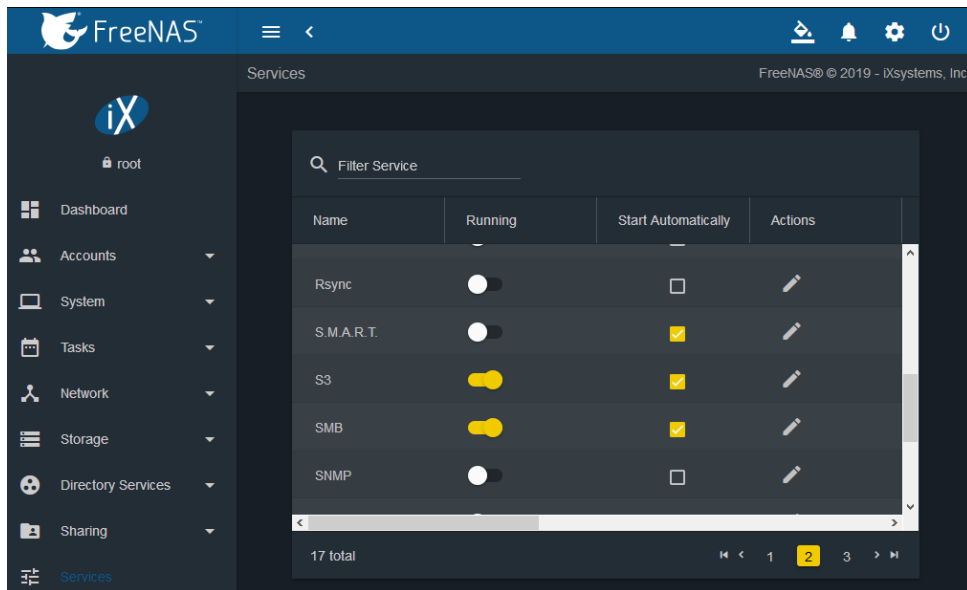 FreeNAS™
Services
FreeNAS® © 2019 - iXsystems, Inc
iX
root
Dashboard
Accounts
System
Tasks
Network
Storage
Directory Services
Sharing
Services
Filter Service
Name Running Start Automatically Actions
Rsync
S.M.A.R.T.
S3
SMB
SNMP
17 total
1 2 3